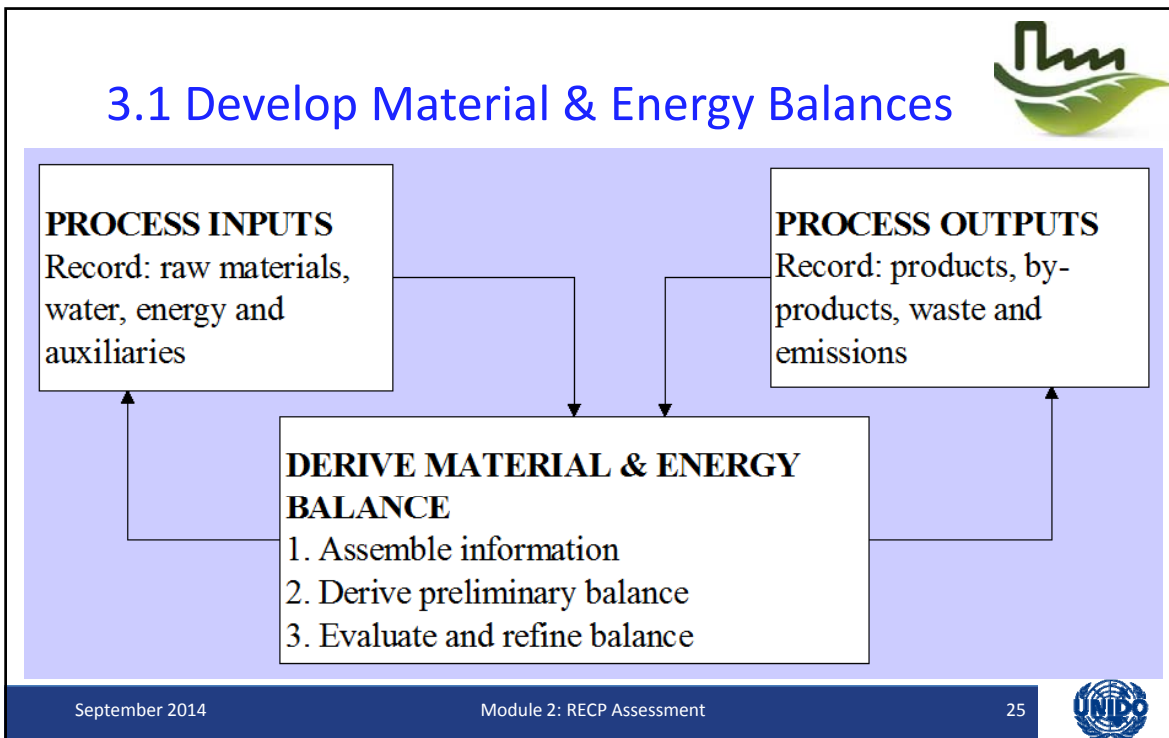 3.1 Develop Material & Energy Balances
PROCESS INPUTS
Record: raw materials,
water, energy and
auxiliaries
PROCESS OUTPUTS
Record: products, by-
products, waste and
emissions
DERIVE MATERIAL & ENERGY
BALANCE
1. Assemble information
2. Derive preliminary balance
3. Evaluate and refine balance
September 2014
Module 2: RECP Assessment
25
UNIDO